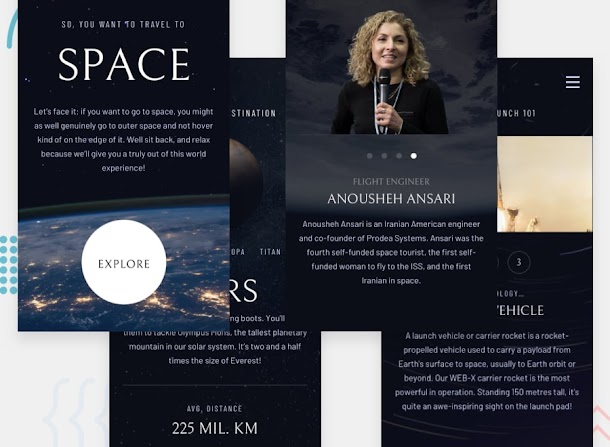 SO, YOU WANT TO TRAVEL TO
SPACE
Let's face it; if you want to go to space, you might
as well genuinely go to outer space and not hover
kind of on the edge of it. Well sit back, and relax
because we'll give you a truly out of this world
experience!
EXPLORE
TITAN
ing boots. You'll
them to tackle Olympus Mons, the tallest planetary
mountain in our solar system. It's two and a half
times the size of Everest!
AVG, DISTANCE
225 MIL. KM
FLIGHT ENGINEER
ANOUSHEH ANSARI
Anousheh Ansari is an Iranian American engineer
and co-founder of Prodea Systems. Ansari was the
fourth self-funded space tourist, the first self-
funded woman to fly to the ISS, and the first
Iranian in space.
UNCH 101
3
OLOGY...
VEHICLE
A launch vehicle or carrier rocket is a rocket-
propelled vehicle used to carry a payload from
Earth's surface to space, usually to Earth orbit or
beyond. Our WEB-X carrier rocket is the most
powerful in operation. Standing 150 metres tall, it's
quite an awe-inspiring sight on the launch pad!